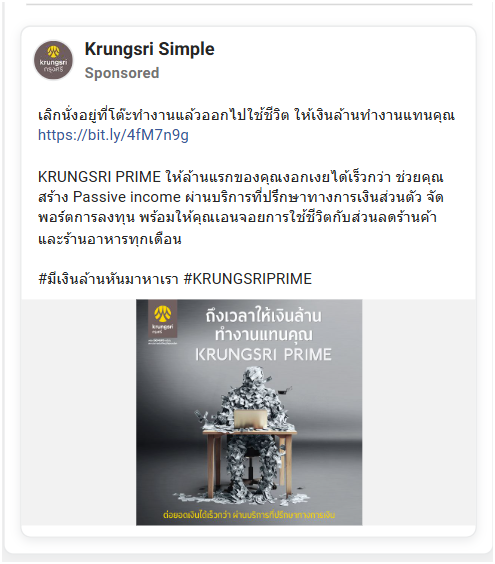 Krungsri Simple
Sponsored
krungsri
กรุงศรี
เลิกนั่งอยู่ที่โต๊ะทำงานแล้วออกไปใช้ชีวิต ให้เงินล้านทำงานแทนคุณ
https://bit.ly/4fM7n9g
KRUNGSRI PRIME ให้ล้านแรกของคุณงอกเงยได้เร็วกว่า ช่วยคุณ
สร้าง Passive income ผ่านบริการที่ปรึกษาทางการเงินส่วนตัว จัด
พอร์ตการลงทุน พร้อมให้คุณเอนจอยการใช้ชีวิตกับส่วนลดร้านค้า
และร้านอาหารทุกเดือน
#มีเงินล้านหันมาหาเรา #KRUNGSRIPRIME
krungsri
กรุงศรี
ถึงเวลาให้เงินล้าน
ทำงานแทนคุณ
KRUNGSRI PRIME
ต่อยอดเงินได้เร็วกว่า ผ่านบริการที่ปรึกษาทางการเงิน